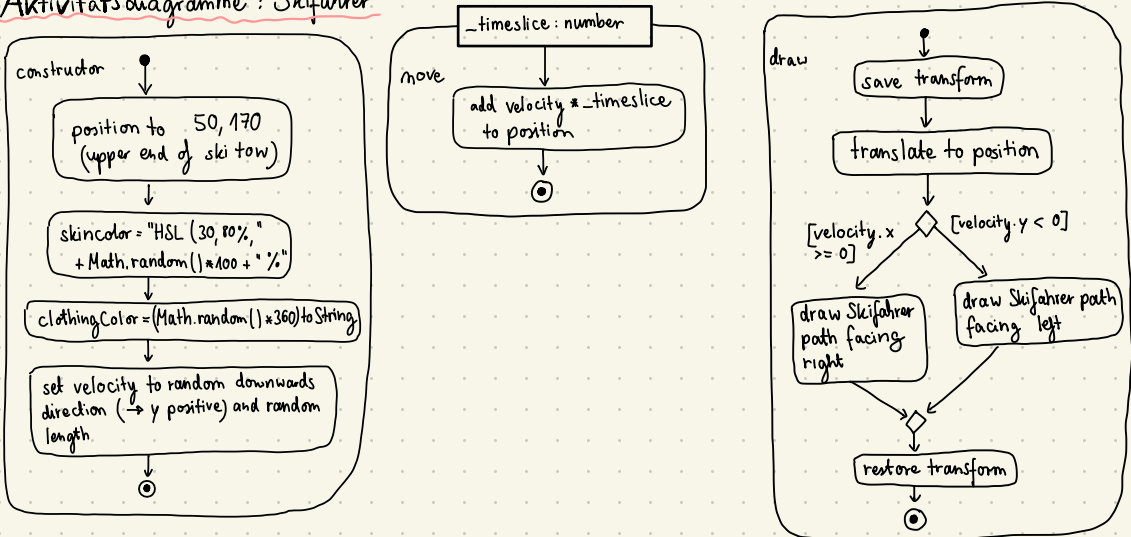 Aktivitätsdiagramme: Skifahrer
constructor
position to 50, 170
(upper end of ski tow)
skincolor = "HSL (30, 80%, "
+ Math.random() * 100 + " %"
clothingColor = (Math.random() * 360) toString
set velocity to random downwards
direction (→ y positive) and random
length
_timeslice : number
move
add velocity * _timeslice
to position
draw
save transform
translate to position
[velocity.x
>= 0]
[velocity.y < 0]
draw Skifahrer
path facing
right
draw Skifahrer path
facing left
restore transform